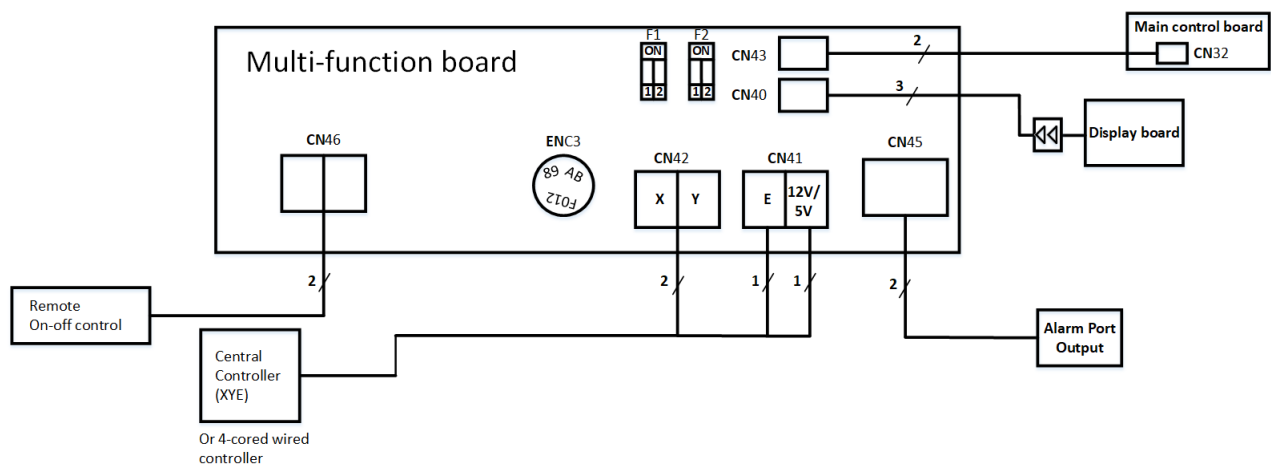 Multi-function board
F1
F2
ON
ON
1 2
1 2
CN43
2
Main control board
CN32
CN40
3
Display board
CN46
ENC3
89 AB
F012
CN42
X
Y
CN41
E
12V/
5V
CN45
2
2
1
1
2
Remote
On-off control
Central
Controller
(XYE)
Or 4-cored wired
controller
Alarm Port
Output